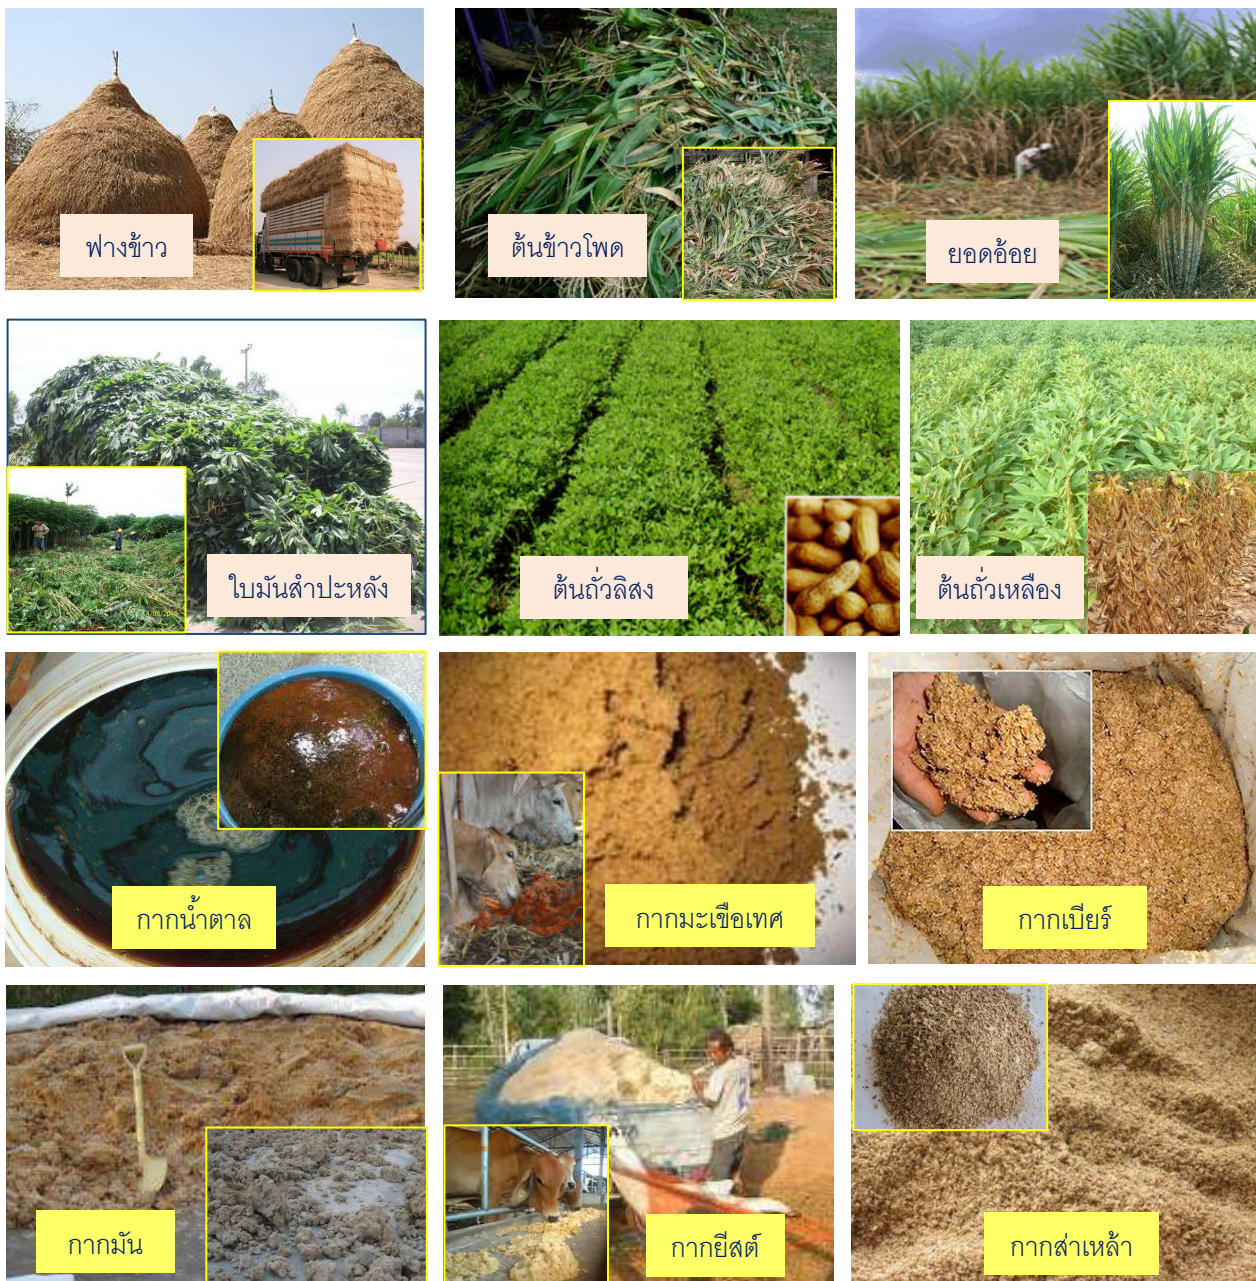 ฟางข้าว
ต้นข้าวโพด
ยอดอ้อย
ใบมันสำปะหลัง
ต้นถั่วลิสง
ต้นถั่วเหลือง
กากน้ำตาล
กากมะเขือเทศ
กากเบียร์
กากมัน
กากยีสต์
กากส่าเหล้า